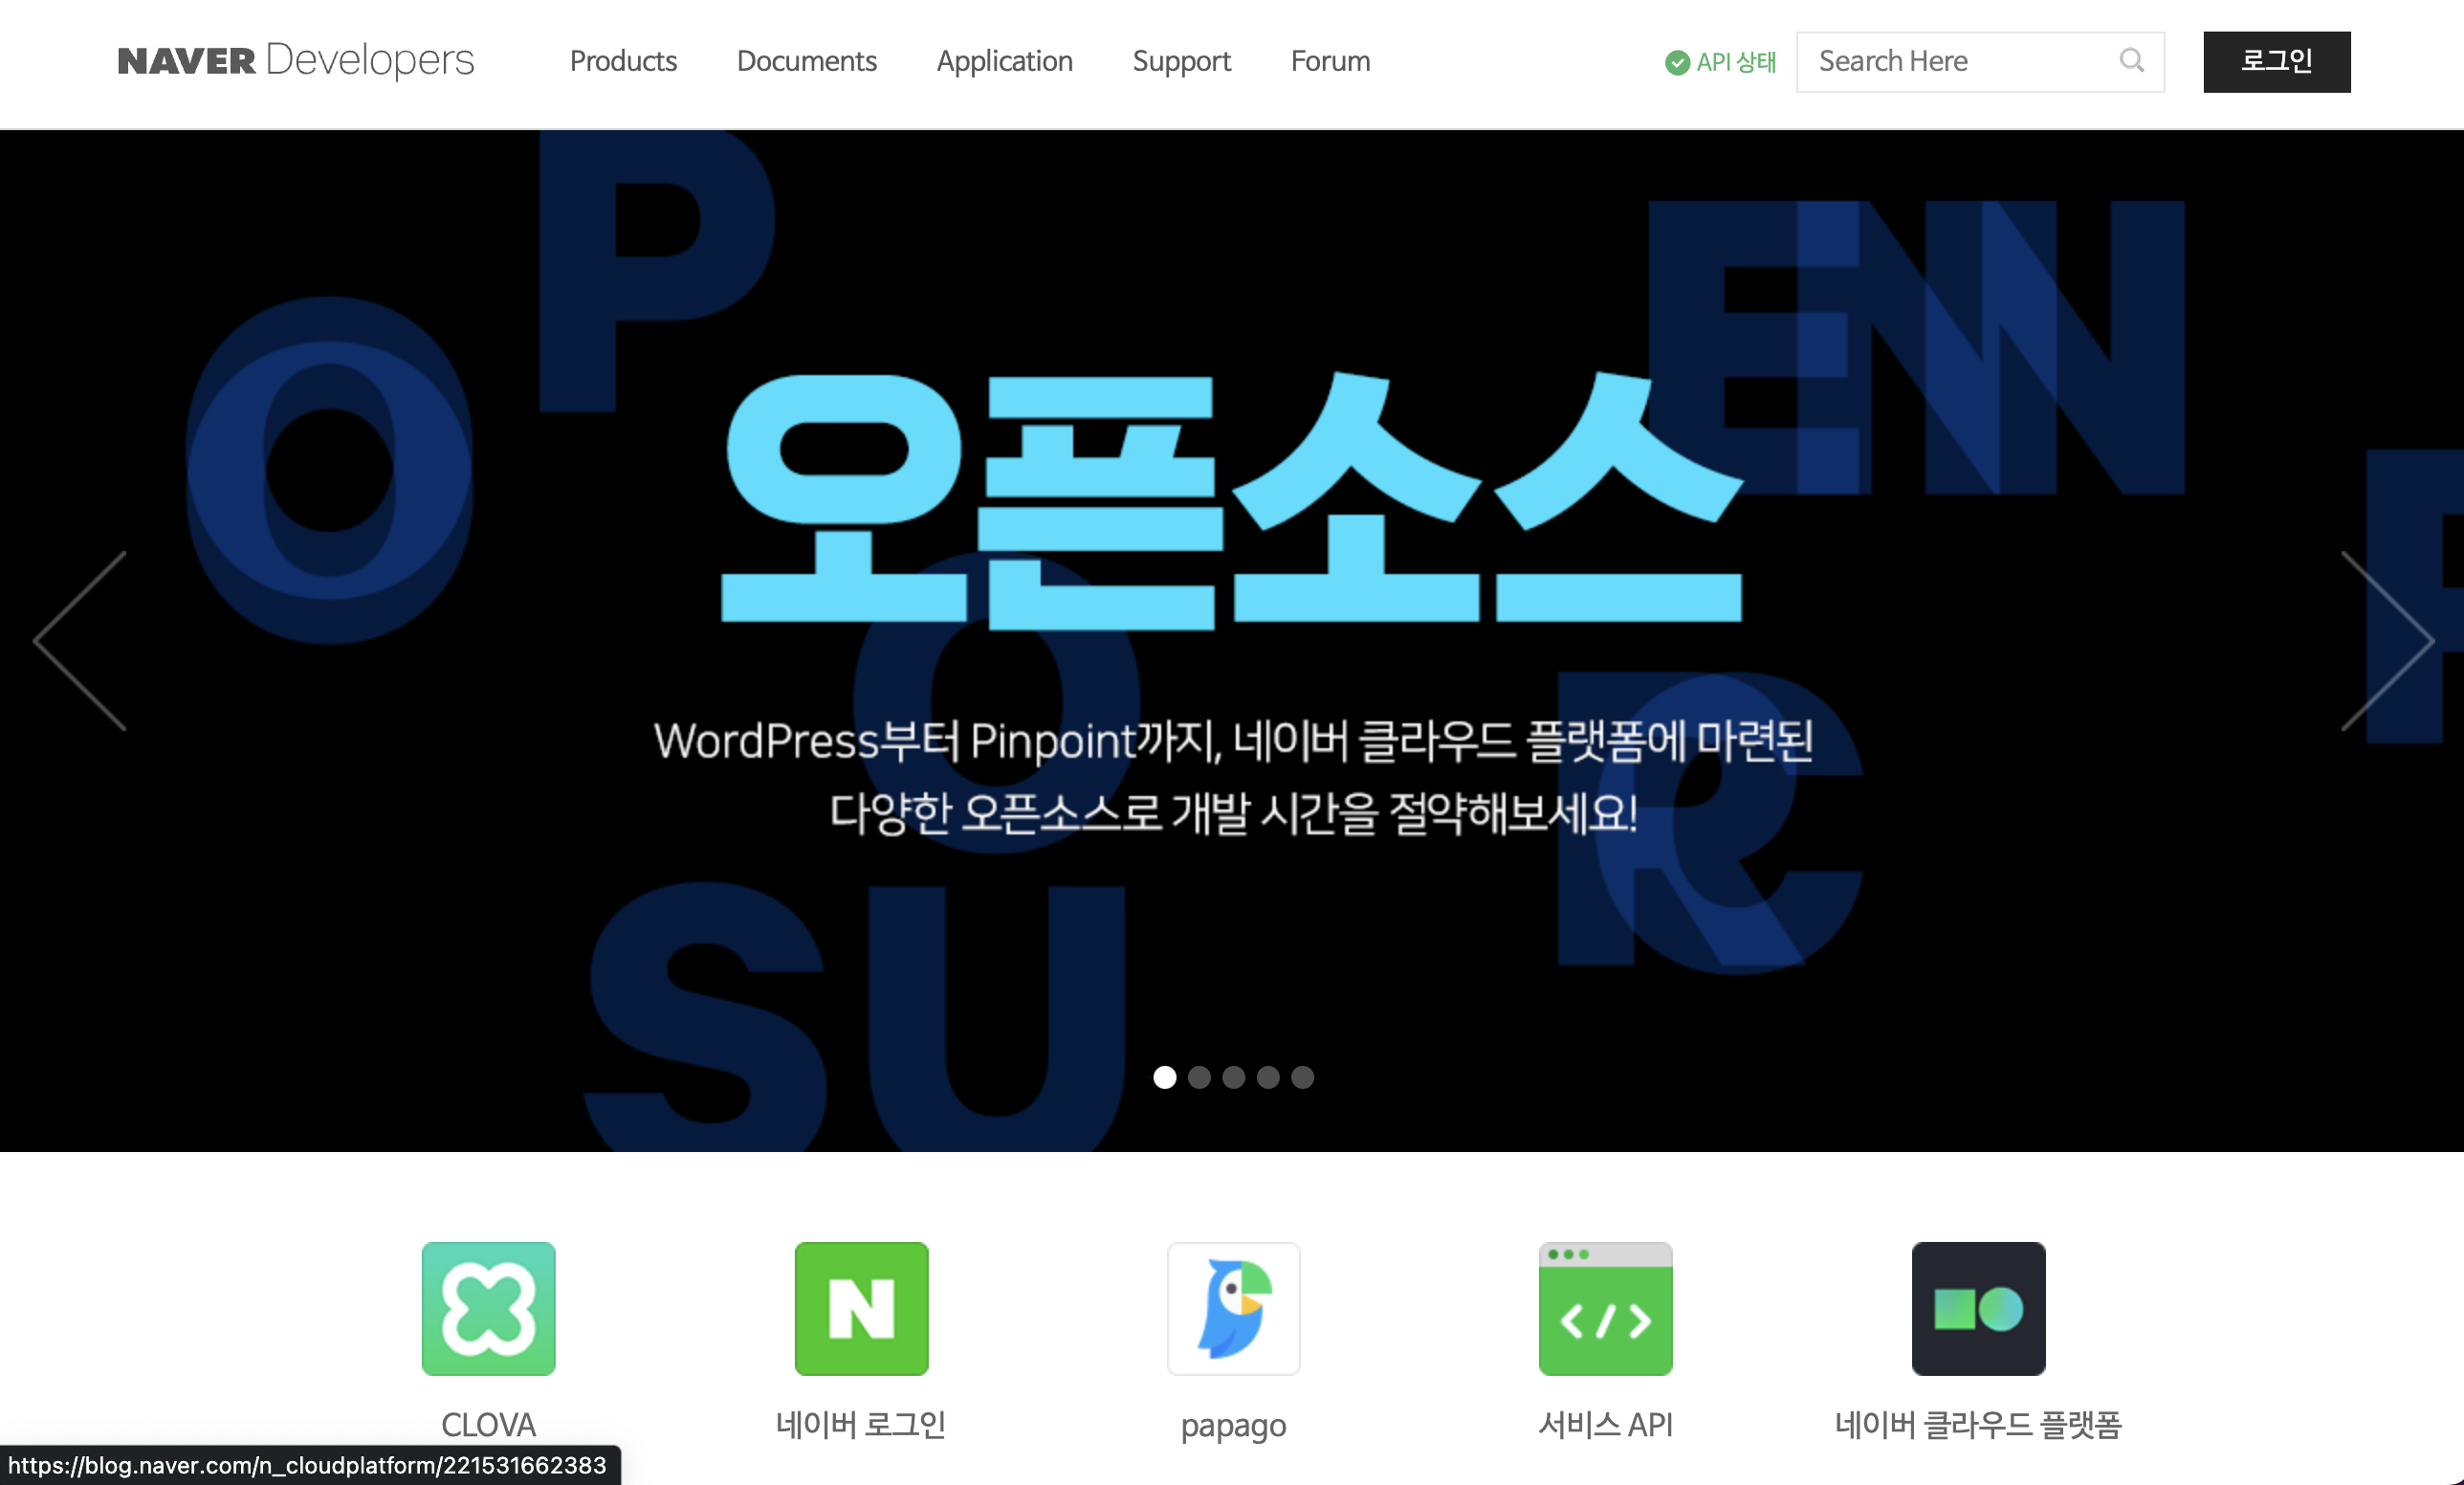 NAVER Developers
Products
Documents
Application
Support
Forum
API 상태
Search Here
로그인
O
P
E
N
N
오픈소스
O
R
C
WordPress부터 Pinpoint까지, 네이버 클라우드 플랫폼에 마련된
다양한 오픈소스로 개발 시간을 절약해보세요!
S
U
N
</>
CLOVA
네이버 로그인
papago
서비스 API
네이버 클라우드 플랫폼
https://blog.naver.com/n_cloudplatform/221531662383